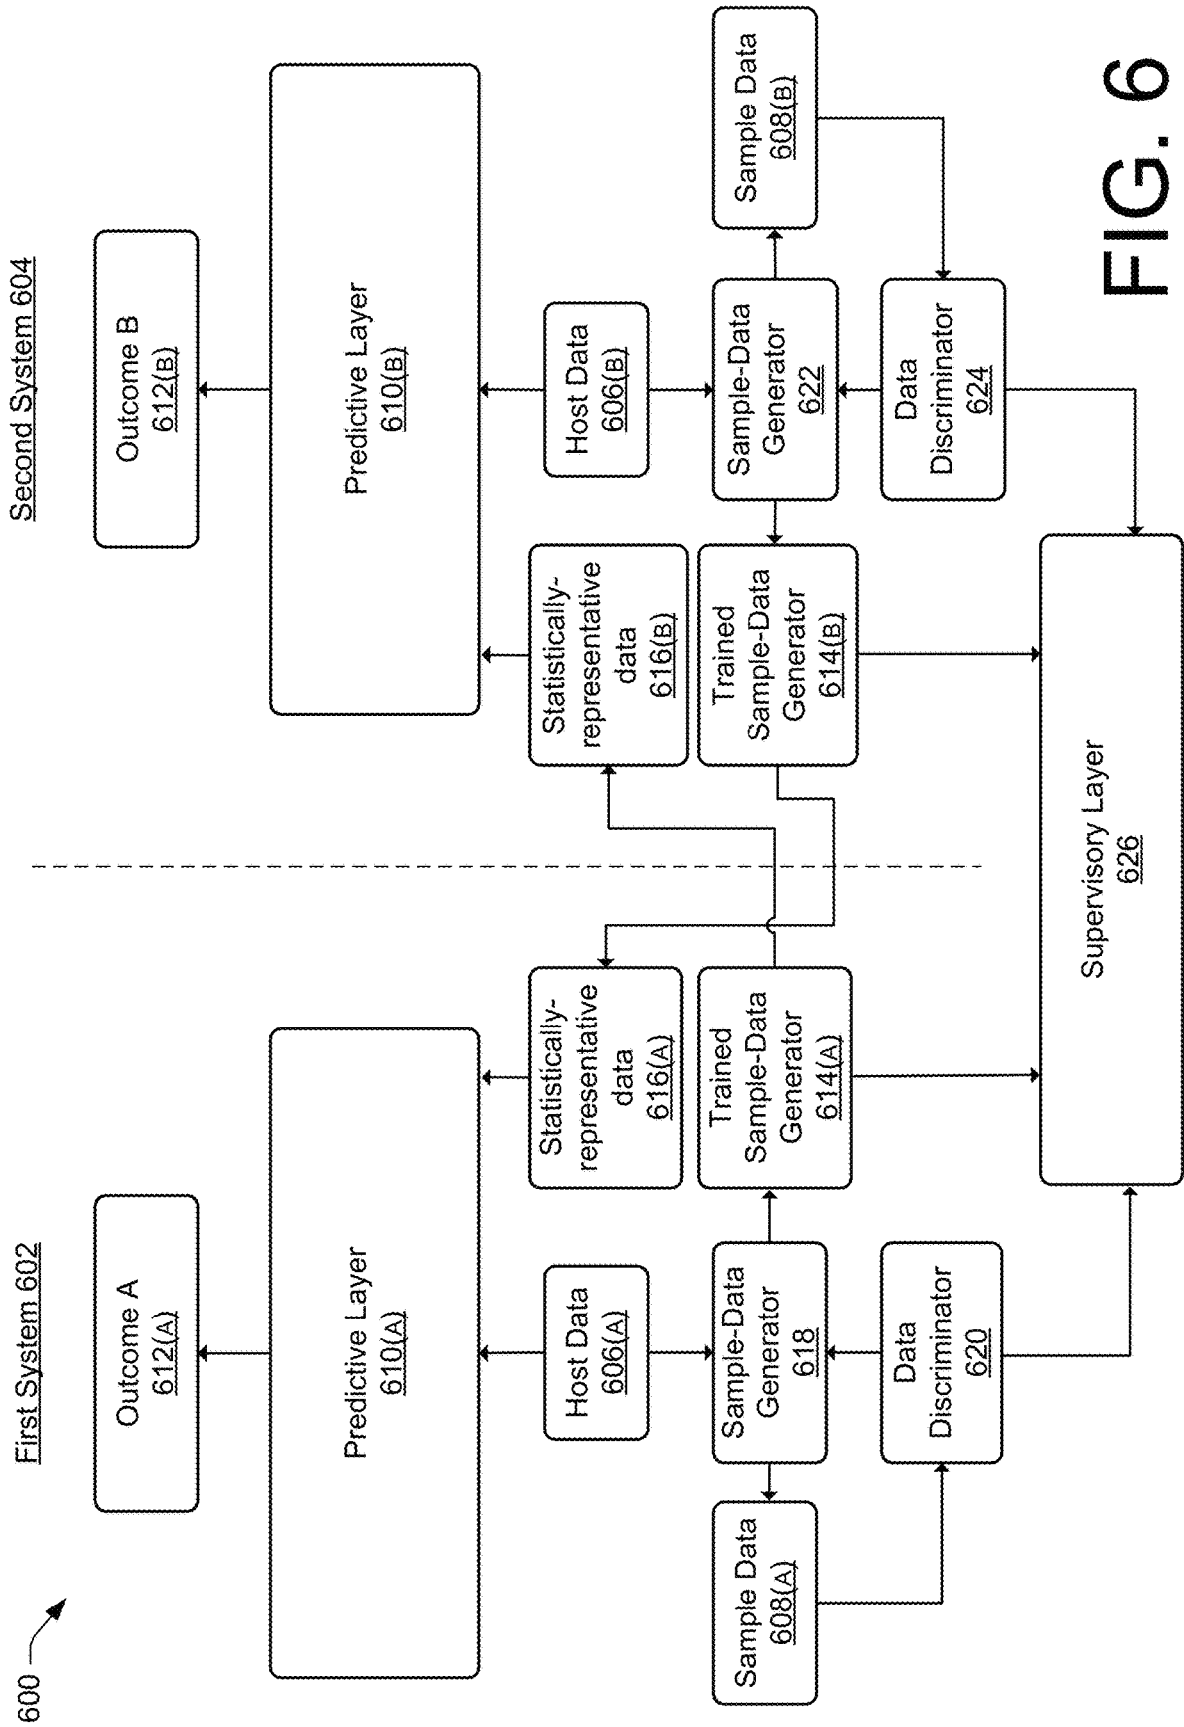 600
First System 602
Second System 604
Outcome A
612(A)
Outcome B
612(B)
Predictive Layer
610(A)
Predictive Layer
610(B)
Host Data
606(A)
Statistically-
representative
data
616(A)
Statistically-
representative
data
616(B)
Host Data
606(B)
Sample Data
608(A)
Sample-Data
Generator
618
Trained
Sample-Data
Generator
614(A)
Trained
Sample-Data
Generator
614(B)
Sample-Data
Generator
622
Sample Data
608(B)
Data
Discriminator
620
Data
Discriminator
624
Supervisory Layer
626
FIG. 6